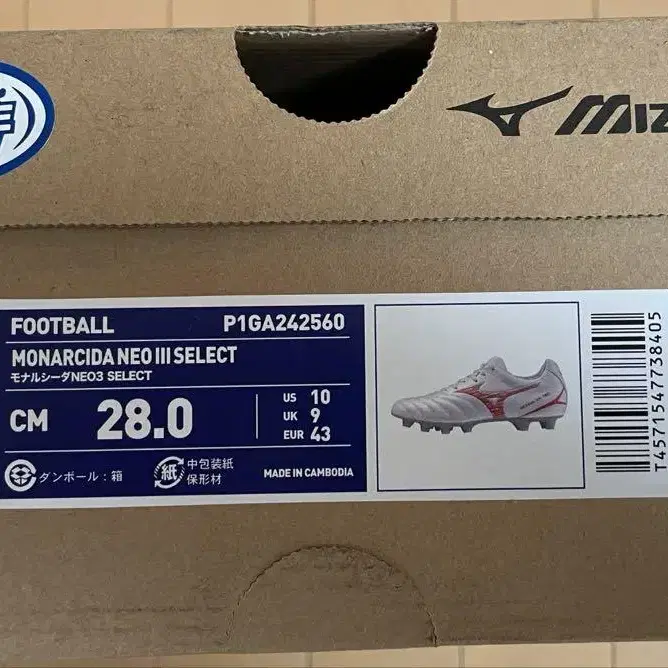 MIZ
FOOTBALL P1GA242560
MONARCIDA NEO III SELECT
モナルシーダNEO3 SELECT
CM 28.0
US 10
UK 9
EUR 43
ダンボール：箱
紙 中包装紙
保形材
MADE IN CAMBODIA
T4571547738405